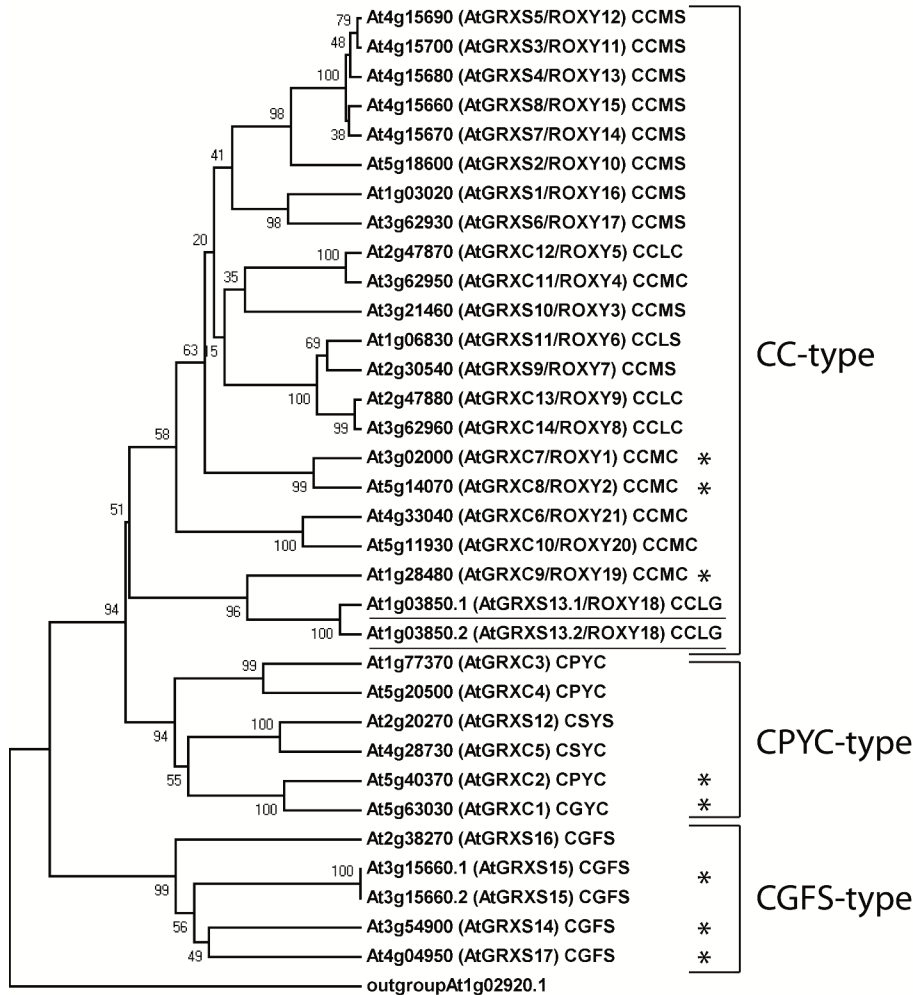 79
At4g15690 (AtGRXS5/ROXY12) CCMS
48
At4g15700 (AtGRXS3/ROXY11) CCMS
100
At4g15680 (AtGRXS4/ROXY13) CCMS
98
At4g15660 (AtGRXS8/ROXY15) CCMS
38
At4g15670 (AtGRXS7/ROXY14) CCMS
41
At5g18600 (AtGRXS2/ROXY10) CCMS
At1g03020 (AtGRXS1/ROXY16) CCMS
98
At3g62930 (AtGRXS6/ROXY17) CCMS
20
100
At2g47870 (AtGRXC12/ROXY5) CCLC
35
At3g62950 (AtGRXC11/ROXY4) CCMC
At3g21460 (AtGRXS10/ROXY3) CCMS
69
At1g06830 (AtGRXS11/ROXY6) CCLS
63
15
CC-type
At2g30540 (AtGRXS9/ROXY7) CCMS
100
At2g47880 (AtGRXC13/ROXY9) CCLC
99
At3g62960 (AtGRXC14/ROXY8) CCLC
58
At3g02000 (AtGRXC7/ROXY1) CCMC *
99
At5g14070 (AtGRXC8/ROXY2) CCMC *
51
At4g33040 (AtGRXC6/ROXY21) CCMC
100
At5g11930 (AtGRXC10/ROXY20) CCMC
At1g28480 (AtGRXC9/ROXY19) CCMC *
94
96
At1g03850.1 (AtGRXS13.1/ROXY18) CCLG
100
At1g03850.2 (AtGRXS13.2/ROXY18) CCLG
99
At1g77370 (AtGRXC3) CPYC
At5g20500 (AtGRXC4) CPYC
94
100
At2g20270 (AtGRXS12) CSYS
CPYC-type
At4g28730 (AtGRXC5) CSYC
55
At5g40370 (AtGRXC2) CPYC *
100
At5g63030 (AtGRXC1) CGYC *
At2g38270 (AtGRXS16) CGFS
99
100
At3g15660.1 (AtGRXS15) CGFS
*
At3g15660.2 (AtGRXS15) CGFS
CGFS-type
56
At3g54900 (AtGRXS14) CGFS *
49
At4g04950 (AtGRXS17) CGFS *
outgroupAt1g02920.1